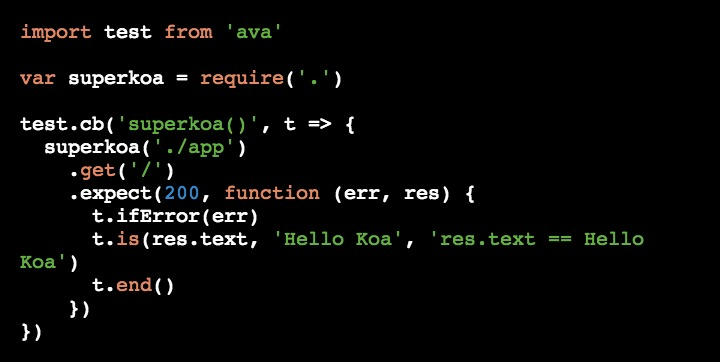 import test from 'ava'
var superkoa = require('.')
test.cb('superkoa()', t => {
superkoa('./app')
.get('/')
.expect(200, function (err, res) {
t.ifError(err)
t.is(res.text, 'Hello Koa', 'res.text == Hello
Koa')
t.end()
})
})